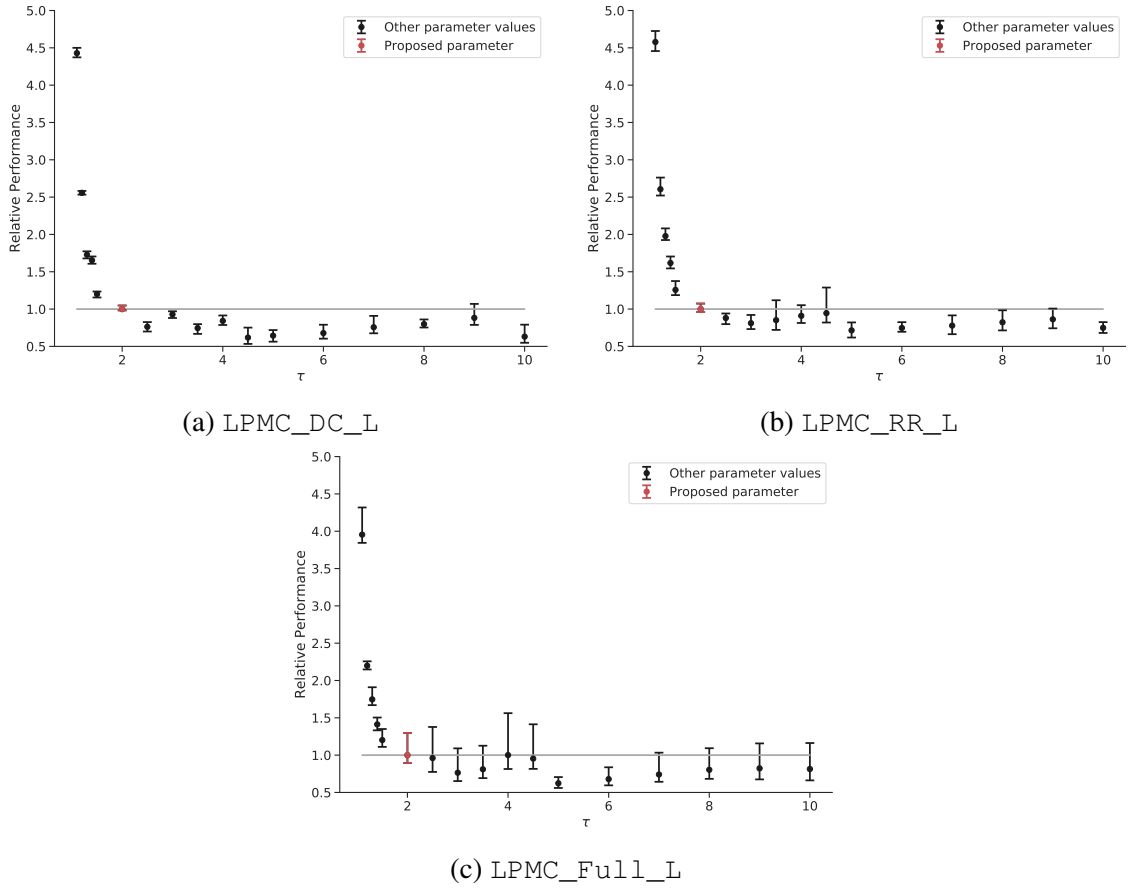 5.0
4.5
4.0
3.5
3.0
2.5
2.0
1.5
1.0
0.5
Relative Performance
Other parameter values
Proposed parameter
2 4 6 8 10
τ
(a) LPMC_DC_L
5.0
4.5
4.0
3.5
3.0
2.5
2.0
1.5
1.0
0.5
Relative Performance
Other parameter values
Proposed parameter
2 4 6 8 10
τ
(b) LPMC_RR_L
5.0
4.5
4.0
3.5
3.0
2.5
2.0
1.5
1.0
0.5
Relative Performance
Other parameter values
Proposed parameter
2 4 6 8 10
τ
(c) LPMC_Full_L